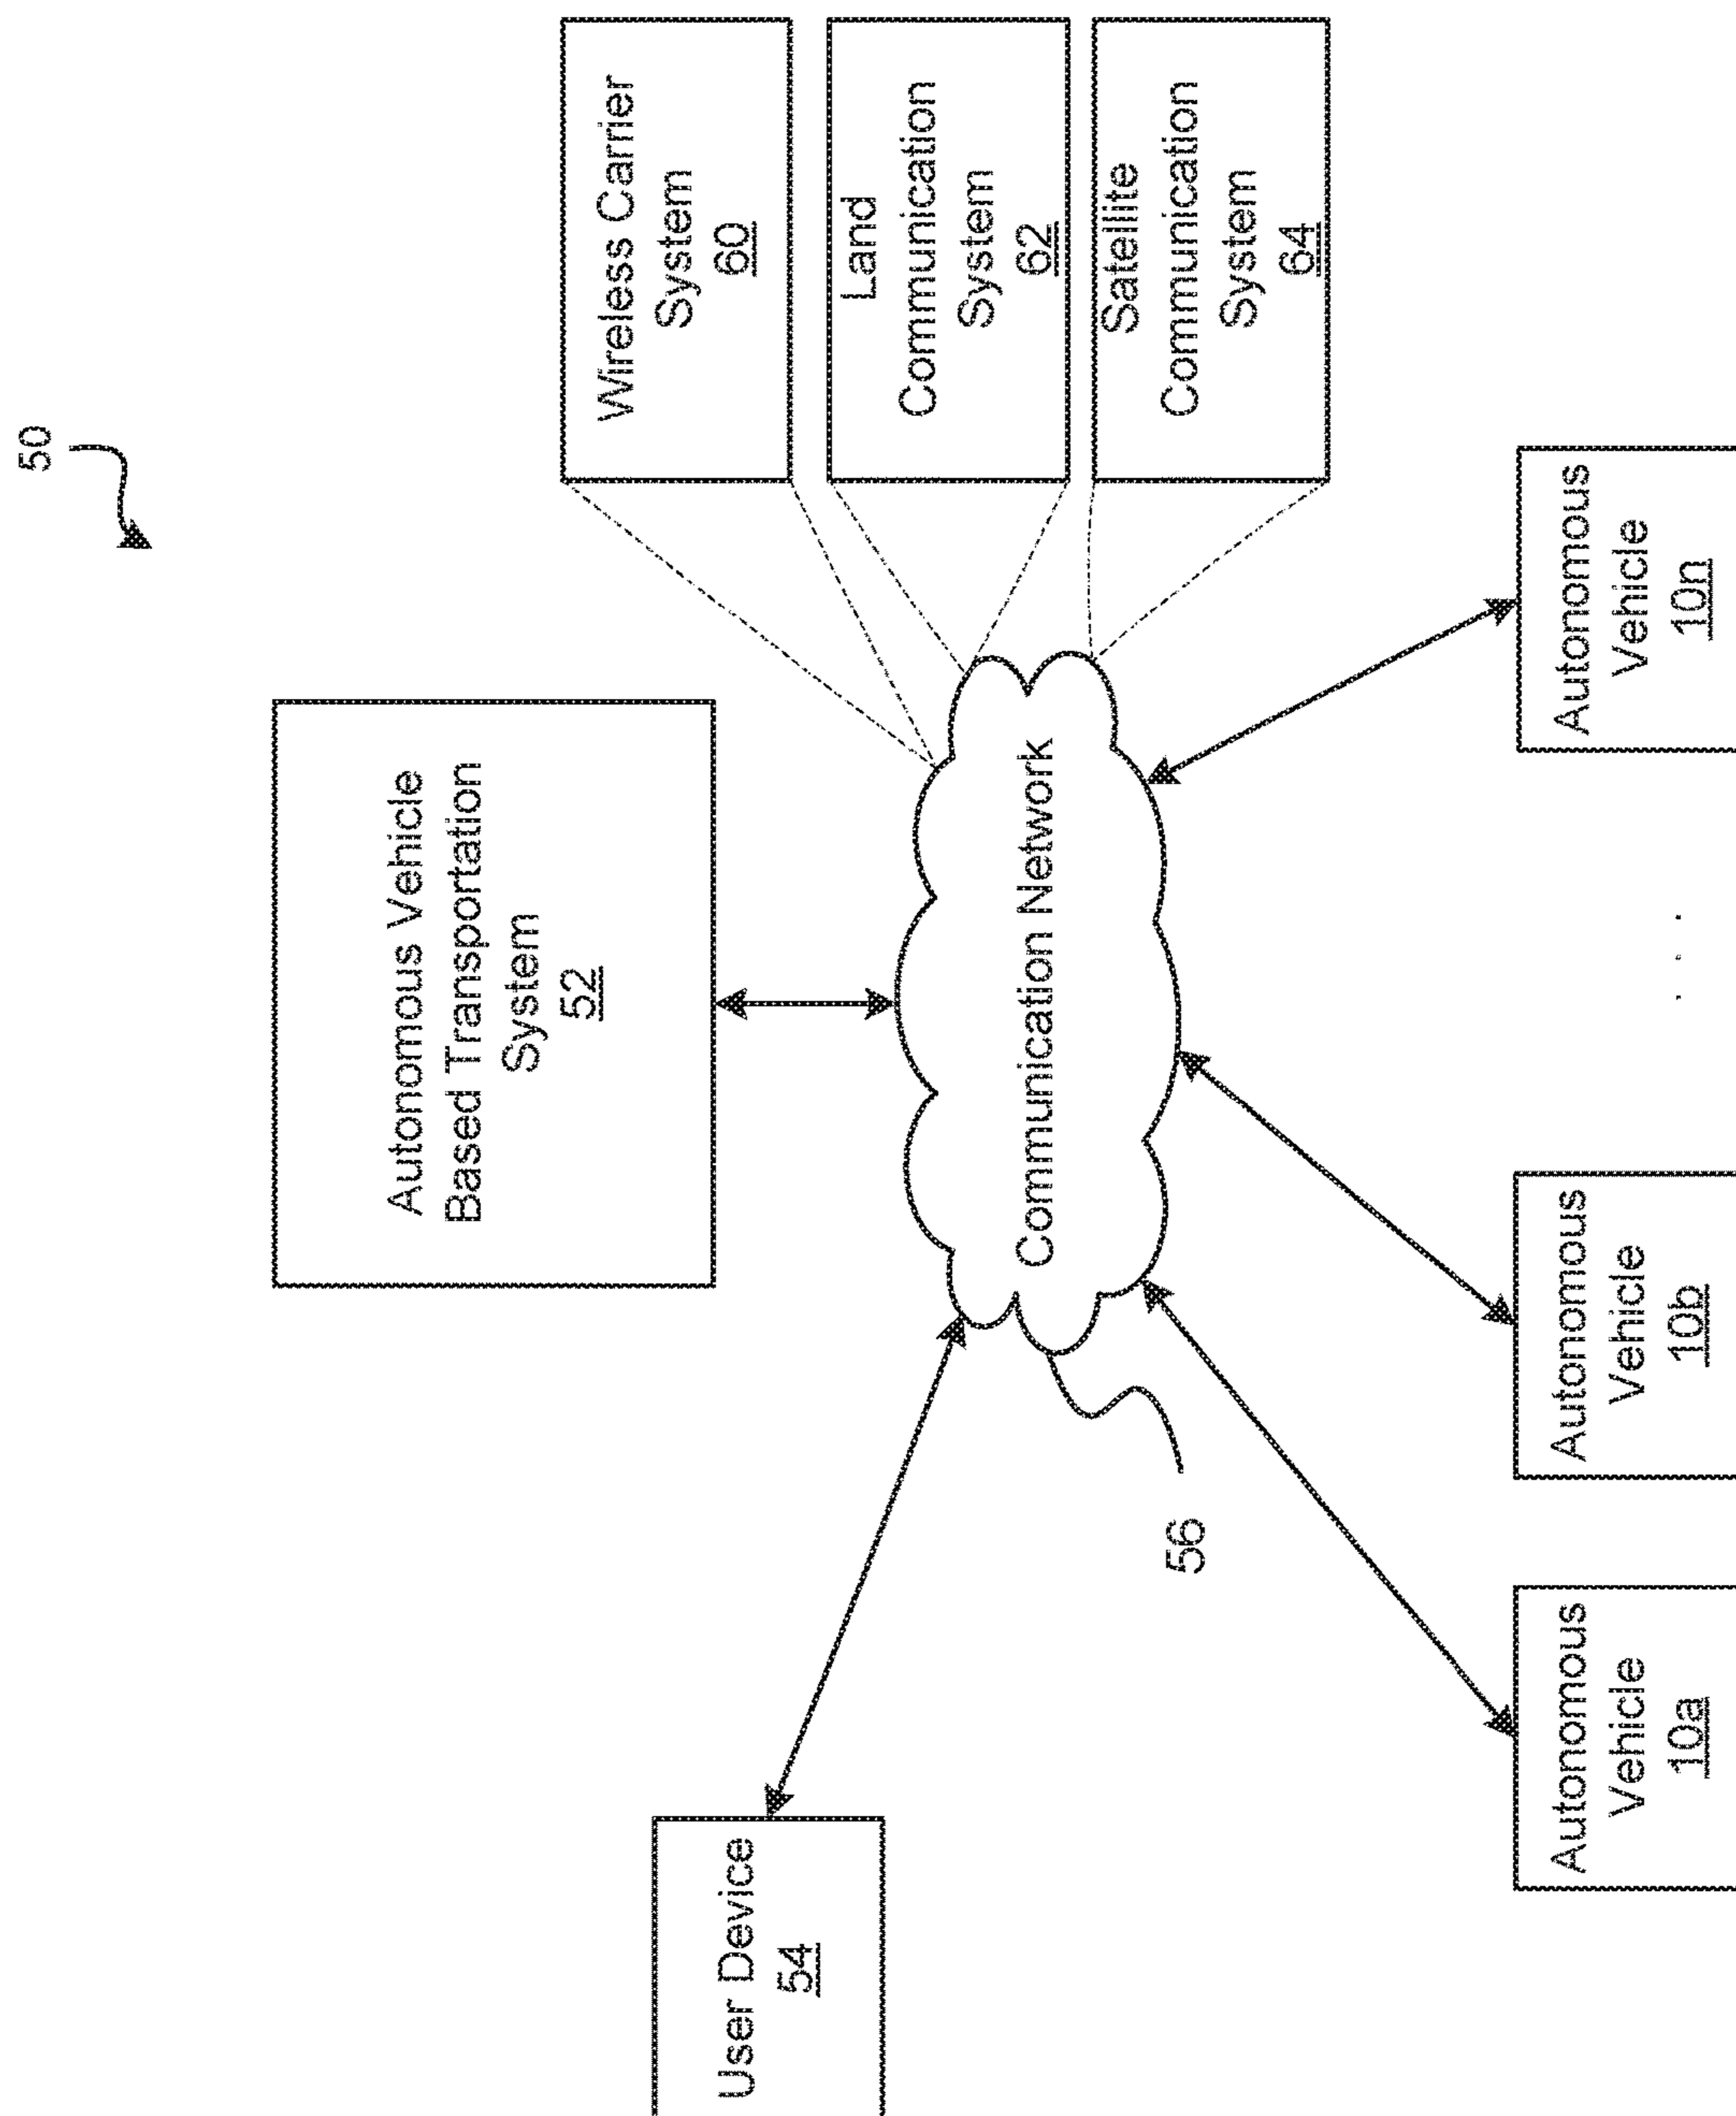 50
Autonomous Vehicle
Based Transportation
System
52
Wireless Carrier
System
60
Land
Communication
System
62
Satellite
Communication
System
64
User Device
54
Communication Network
56
Autonomous
Vehicle
10a
Autonomous
Vehicle
10b
. . .
Autonomous
Vehicle
10n